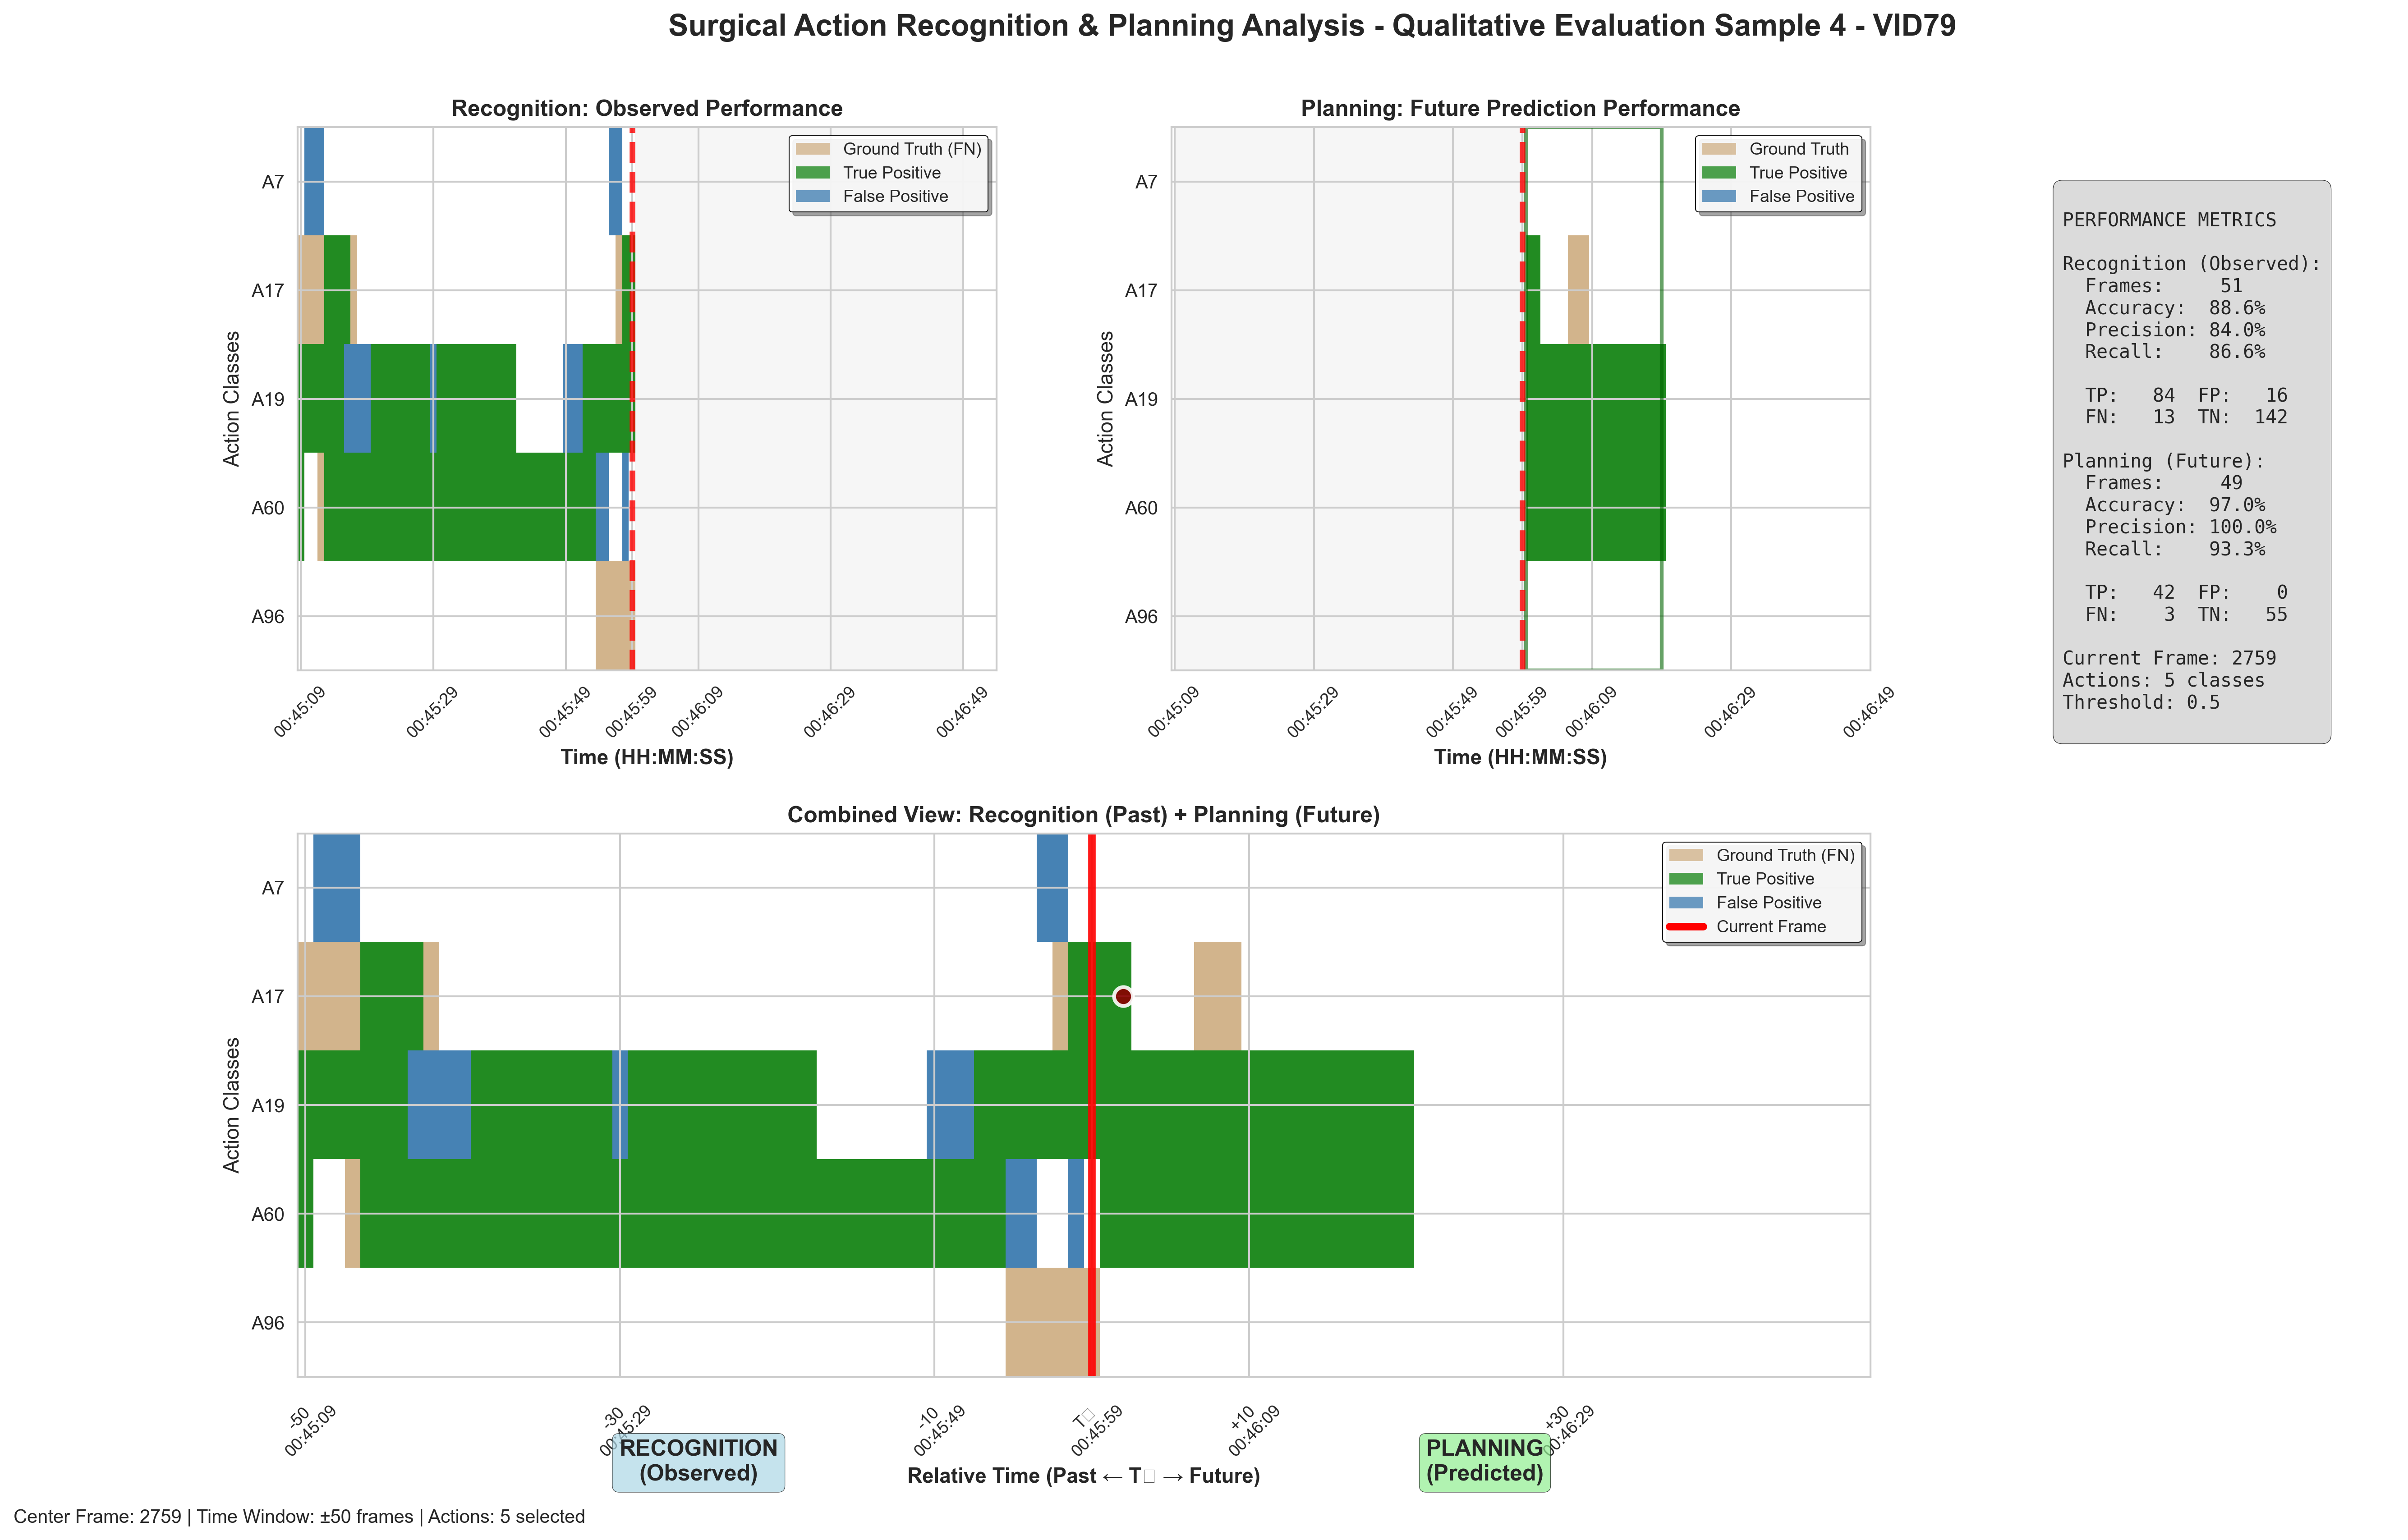 Surgical Action Recognition & Planning Analysis - Qualitative Evaluation Sample 4 - VID79
Recognition: Observed Performance
Ground Truth (FN)
True Positive
False Positive
A7
A17
A19
A60
A96
Action Classes
00:45:09
00:45:29
00:45:49
00:45:59
00:46:09
00:46:29
00:46:49
Time (HH:MM:SS)
Planning: Future Prediction Performance
Ground Truth
True Positive
False Positive
A7
A17
A19
A60
A96
Action Classes
00:45:09
00:45:29
00:45:49
00:45:59
00:46:09
00:46:29
00:46:49
Time (HH:MM:SS)
PERFORMANCE METRICS
Recognition (Observed):
Frames: 51
Accuracy: 88.6%
Precision: 84.0%
Recall: 86.6%
TP: 84 FP: 16
FN: 13 TN: 142
Planning (Future):
Frames: 49
Accuracy: 97.0%
Precision: 100.0%
Recall: 93.3%
TP: 42 FP: 0
FN: 3 TN: 55
Current Frame: 2759
Actions: 5 classes
Threshold: 0.5
Combined View: Recognition (Past) + Planning (Future)
Ground Truth (FN)
True Positive
False Positive
Current Frame
A7
A17
A19
A60
A96
Action Classes
-50
00:45:09
-30
00:45:29
-10
00:45:49
T□
00:45:59
+10
00:46:09
+30
00:46:29
RECOGNITION
(Observed)
PLANNING
(Predicted)
Relative Time (Past ← T□ → Future)
Center Frame: 2759 | Time Window: ±50 frames | Actions: 5 selected